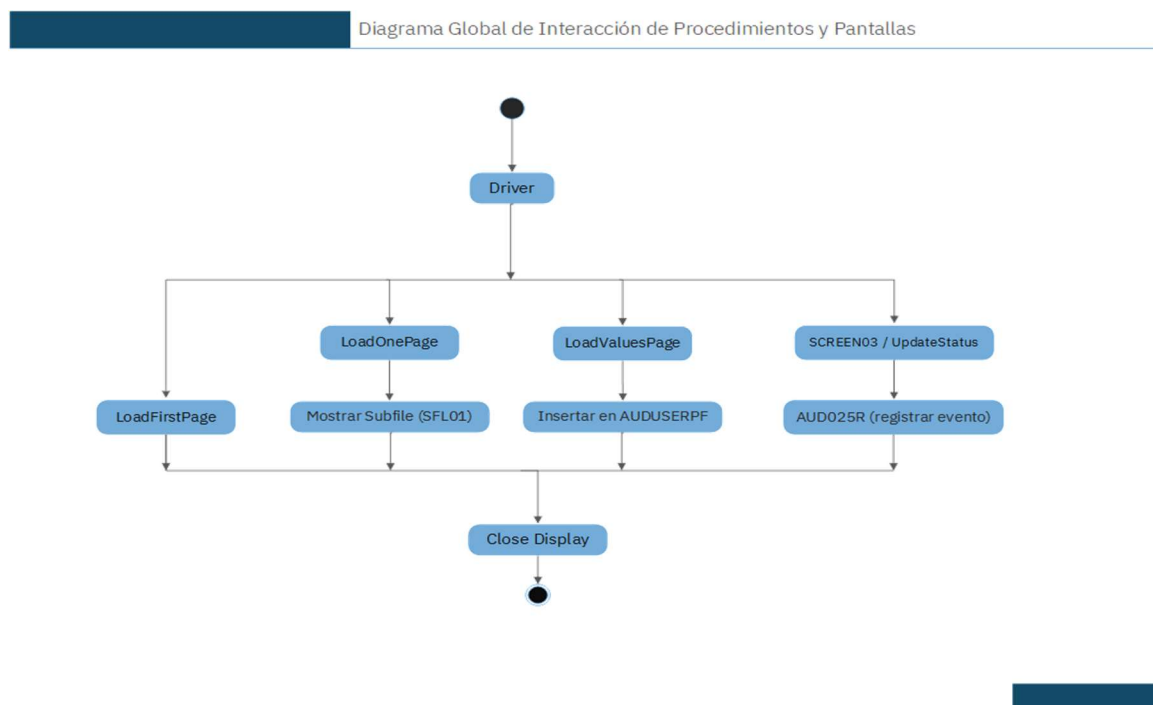 Diagrama Global de Interacción de Procedimientos y Pantallas
Driver
LoadOnePage
LoadValuesPage
SCREEN03 / UpdateStatus
LoadFirstPage
Mostrar Subfile (SFL01)
Insertar en AUDUSERPF
AUD025R (registrar evento)
Close Display